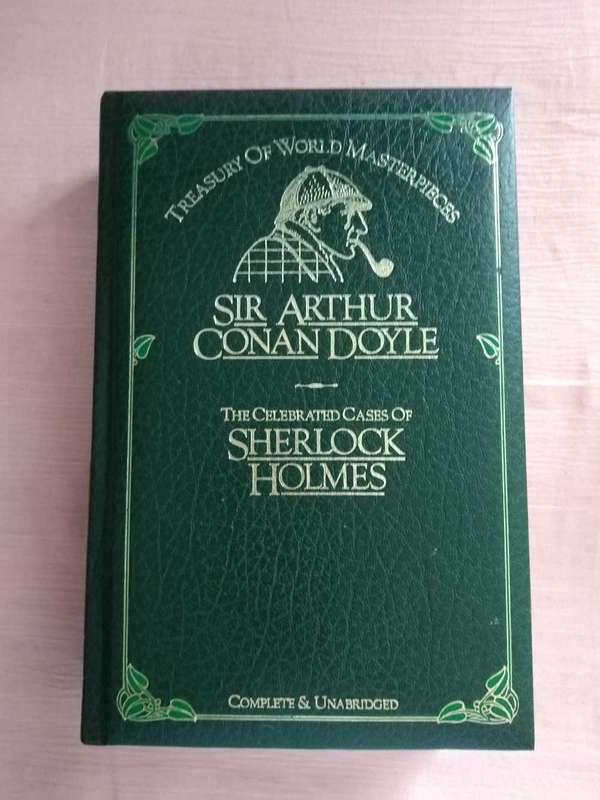 Treasury Of World Masterpieces
Sir Arthur
Conan Doyle
The Celebrated Cases Of
Sherlock
Holmes
Complete & Unabridged